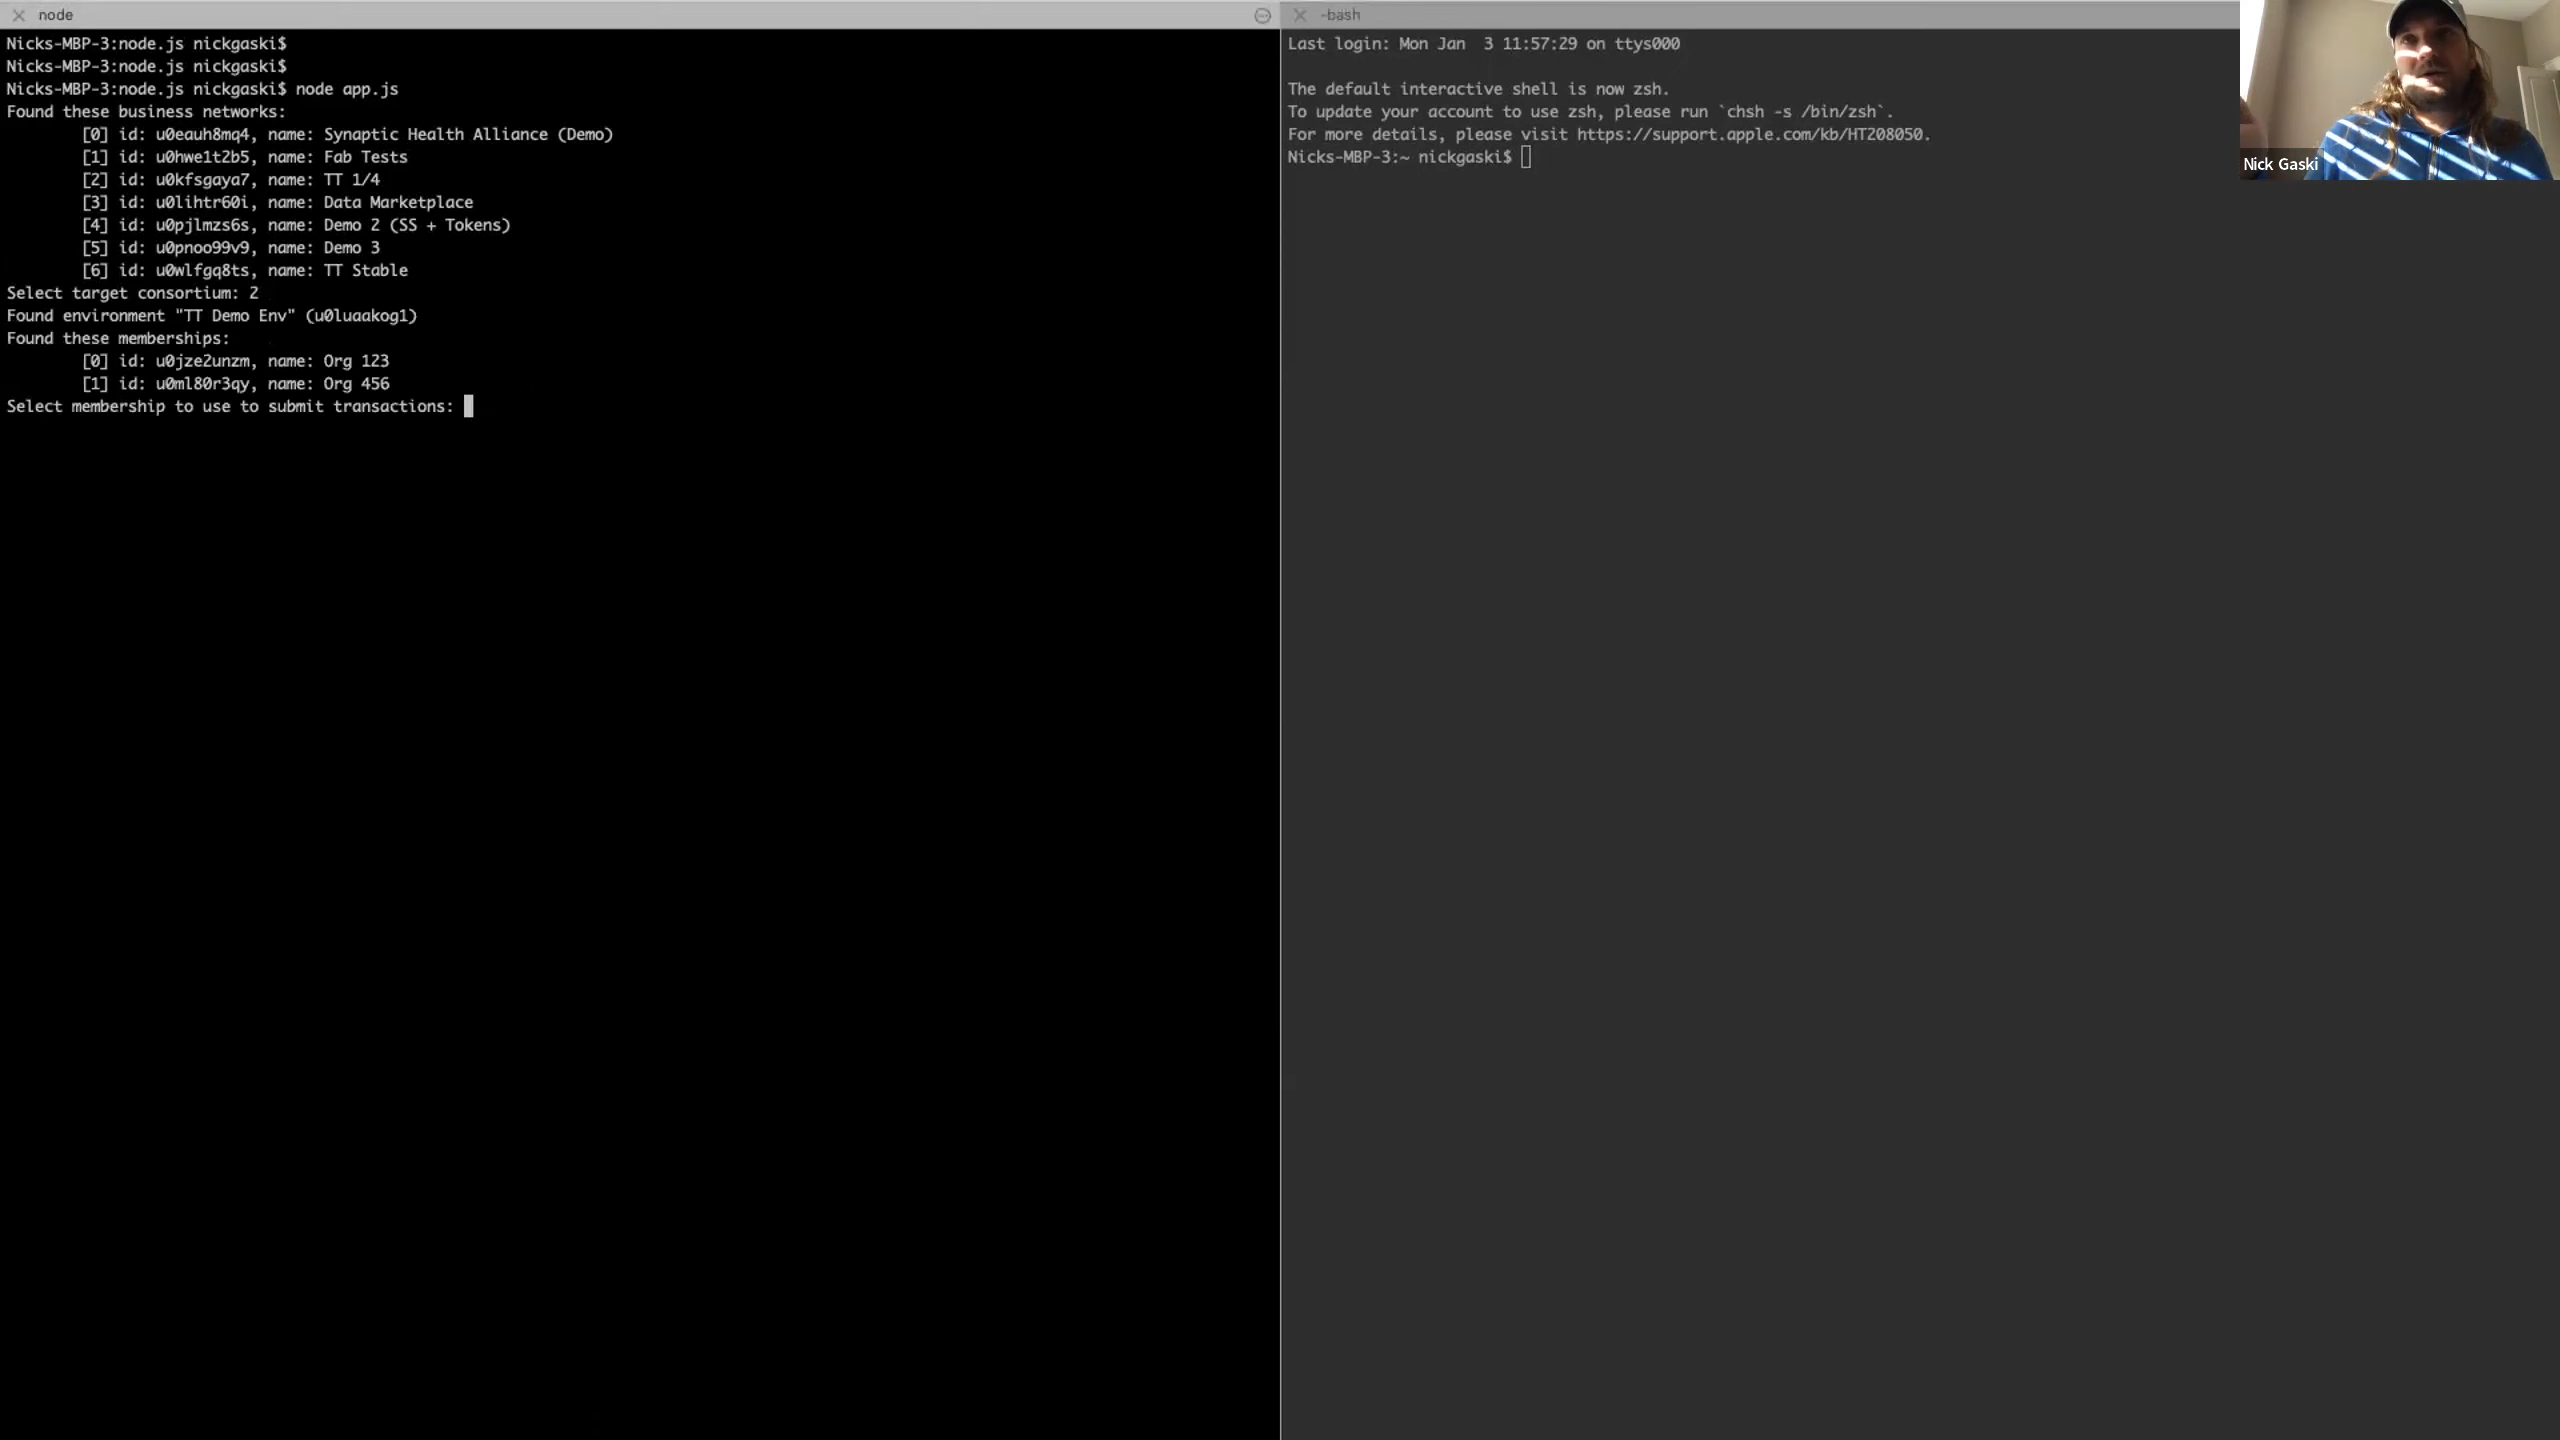 node
Nicks-MBP-3:node.js nickgaski$
Nicks-MBP-3:node.js nickgaski$
Nicks-MBP-3:node.js nickgaski$ node app.js
Found these business networks:
[0] id: u0eauh8mq4, name: Synaptic Health Alliance (Demo)
[1] id: u0hwe1t2b5, name: Fab Tests
[2] id: u0kfsgaya7, name: TT 1/4
[3] id: u0lihtr60i, name: Data Marketplace
[4] id: u0pjlmzs6s, name: Demo 2 (SS + Tokens)
[5] id: u0pnoo99v9, name: Demo 3
[6] id: u0wlfgq8ts, name: TT Stable
Select target consortium: 2
Found environment "TT Demo Env" (u0luaakog1)
Found these memberships:
[0] id: u0jze2unzm, name: Org 123
[1] id: u0ml80r3qy, name: Org 456
Select membership to use to submit transactions:
-bash
Last login: Mon Jan  3 11:57:29 on ttys000
The default interactive shell is now zsh.
To update your account to use zsh, please run `chsh -s /bin/zsh`.
For more details, please visit https://support.apple.com/kb/HT208050.
Nicks-MBP-3:~ nickgaski$
Nick Gaski